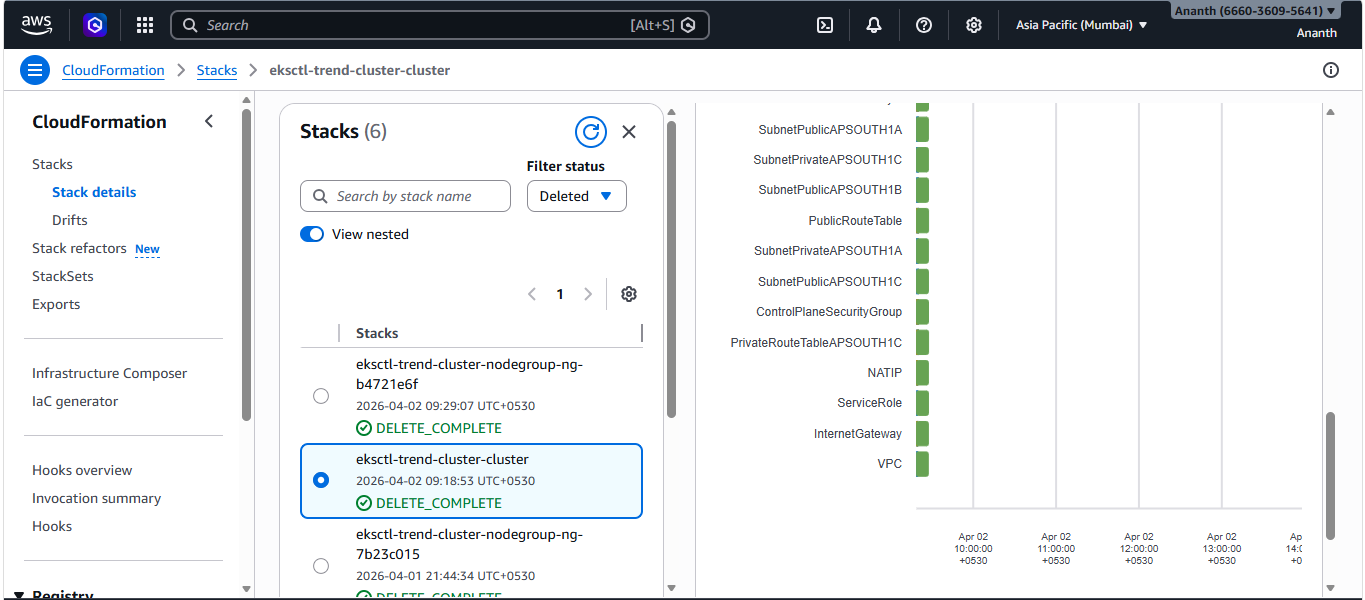 aws
Search
[Alt+S]
Asia Pacific (Mumbai)
Ananth (6660-3609-5641)
Ananth
CloudFormation
Stacks
eksctl-trend-cluster-cluster
CloudFormation
Stacks
Stack details
Drifts
Stack refactors New
StackSets
Exports
Infrastructure Composer
IaC generator
Hooks overview
Invocation summary
Hooks
Registry
Stacks (6)
Filter status
Search by stack name
Deleted
View nested
1
Stacks
eksctl-trend-cluster-nodegroup-ng-
b4721e6f
2026-04-02 09:29:07 UTC+0530
DELETE_COMPLETE
eksctl-trend-cluster-cluster
2026-04-02 09:18:53 UTC+0530
DELETE_COMPLETE
eksctl-trend-cluster-nodegroup-ng-
7b23c015
2026-04-01 21:44:34 UTC+0530
DELETE_COMPLETE
SubnetPublicAPSOUTH1A
SubnetPrivateAPSOUTH1C
SubnetPublicAPSOUTH1B
PublicRouteTable
SubnetPrivateAPSOUTH1A
SubnetPublicAPSOUTH1C
ControlPlaneSecurityGroup
PrivateRouteTableAPSOUTH1C
NATIP
ServiceRole
InternetGateway
VPC
Apr 02
10:00:00
+0530
Apr 02
11:00:00
+0530
Apr 02
12:00:00
+0530
Apr 02
13:00:00
+0530
Ap
14:0
+0